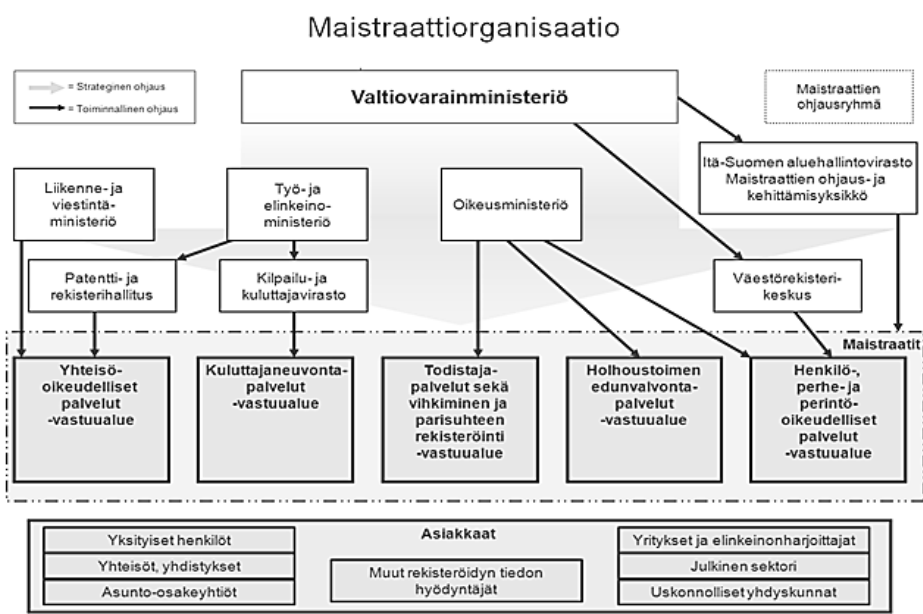 Maistraattiorganisaatio
= Strateginen ohjaus
= Toiminnallinen ohjaus
Valtiovarainministeriö
Maistraattien
ohjausryhmä
Liikenne- ja
viestintä-
ministeriö
Työ- ja
elinkeino-
ministeriö
Oikeusministeriö
Itä-Suomen aluehallintovirasto
Maistraattien ohjaus- ja
kehittämisyksikkö
Patentti- ja
rekisterihallitus
Kilpailu- ja
kuluttajavirasto
Väestörekisteri-
keskus
Maistraatit
Yhteisö-
oikeudelliset
palvelut
-vastuualue
Kuluttajaneuvonta-
palvelut
-vastuualue
Todistaja-
palvelut sekä
vihkiminen ja
parisuhteen
rekisteröinti
-vastuualue
Holhoustoimen
edunvalvonta-
palvelut
-vastuualue
Henkilö-,
perhe- ja
perintö-
oikeudelliset
palvelut
-vastuualue
Asiakkaat
Yksityiset henkilöt
Yhteisöt, yhdistykset
Asunto-osakeyhtiöt
Muut rekisteröidyn tiedon
hyödyntäjät
Yritykset ja elinkeinonharjoittajat
Julkinen sektori
Uskonnolliset yhdyskunnat